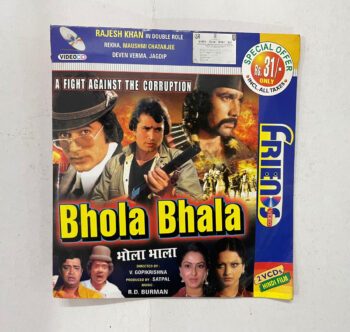 RAJESH KHAN IN DOUBLE ROLE
REKHA, MAUSHMI CHATARJEE
DEVEN VERMA, JAGDIP
VIDEO CD
SPECIAL OFFER
Rs. 31/-
ONLY
INCL. ALL TAXES
A FIGHT AGAINST THE CORRUPTION
FRIENDS
Bhola Bhala
भोला भाला
DIRECTED BY
V. GOPIKRISHNA
PRODUCED BY SATPAL
MUSIC
R.D. BURMAN
2 VCDs
HINDI FILM